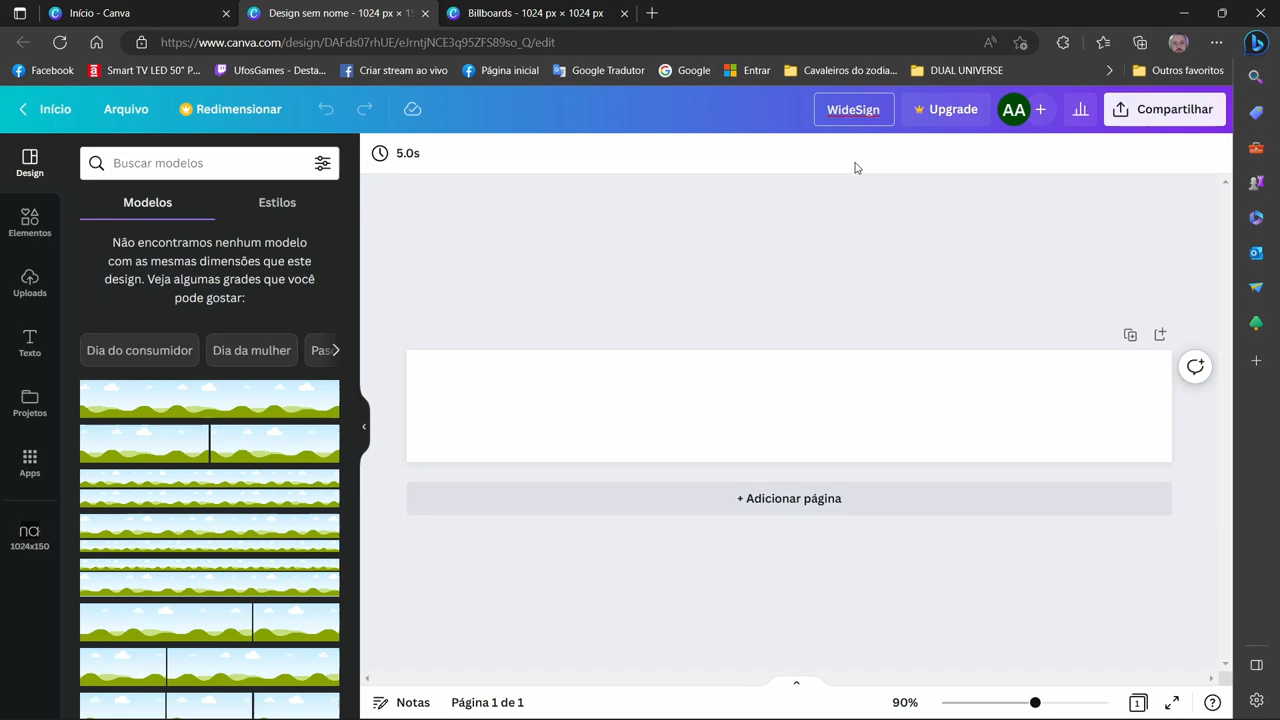 Início - Canva
Design sem nome - 1024 px × 1
Billboards - 1024 px × 1024 px
https://www.canva.com/design/DAFds07rhUE/eJrntjNCE3q95ZFS89so_Q/edit
Facebook
Smart TV LED 50" P...
UfosGames - Desta...
Criar stream ao vivo
Página inicial
Google Tradutor
Google
Entrar
Cavaleiros do zodia...
DUAL UNIVERSE
Outros favoritos
Início
Arquivo
Redimensionar
WideSign
Upgrade
AA
Compartilhar
Design
Elementos
Uploads
Texto
Projetos
Apps
na
1024x150
Buscar modelos
Modelos
Estilos
Não encontramos nenhum modelo
com as mesmas dimensões que este
design. Veja algumas grades que você
pode gostar:
Dia do consumidor
Dia da mulher
5.0s
+ Adicionar página
Notas
Página 1 de 1
90%
1